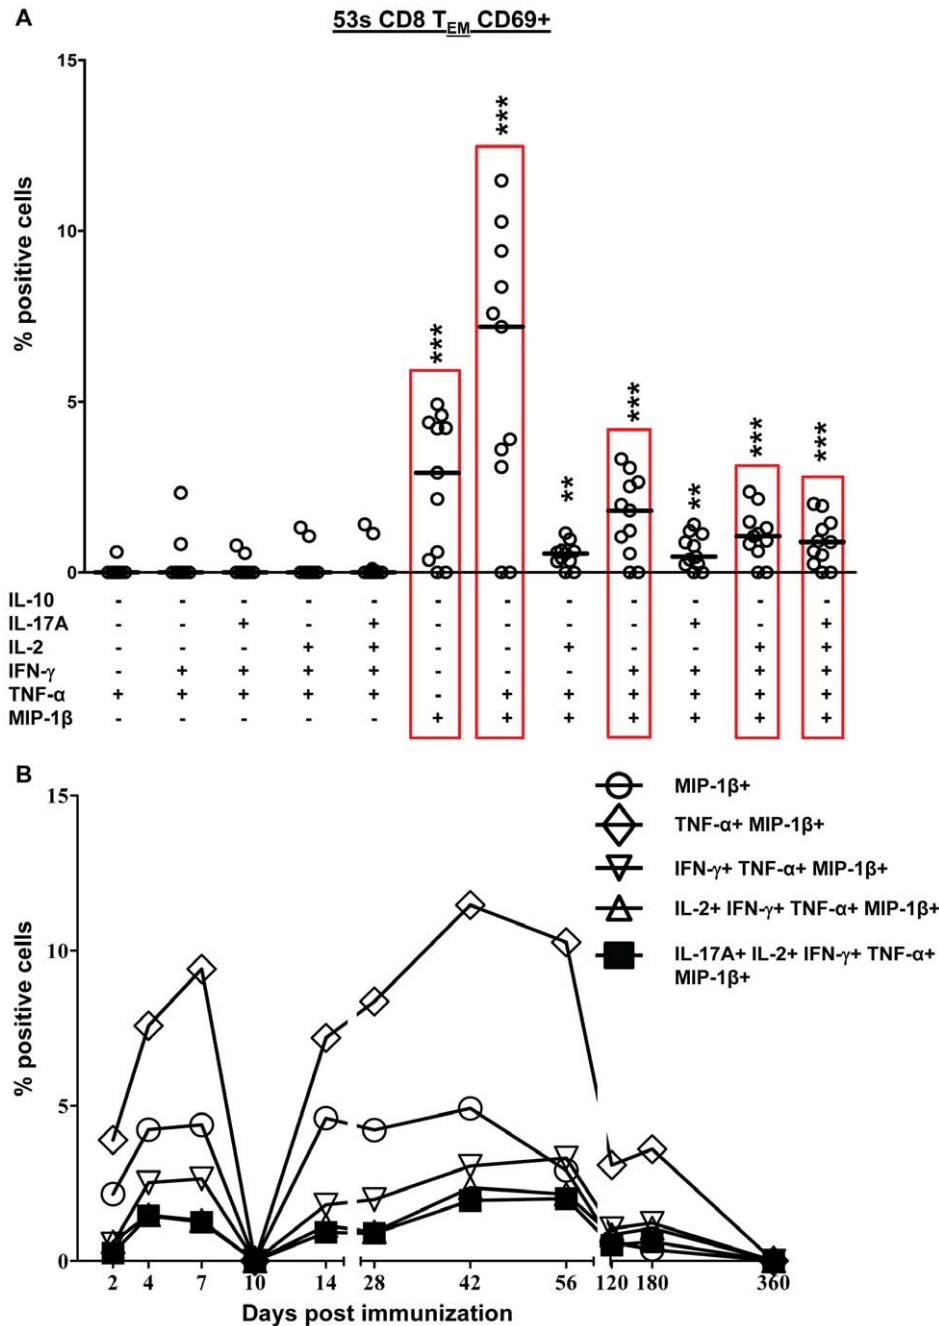 A
53s CD8 TEM CD69+
15
10
5
0
% positive cells
*** *** ** *** ** *** ***
IL-10 - - - - - - - - - - - -
IL-17A - - + - + - - - - + - +
IL-2 - - - + + - - + - - + +
IFN-γ - + + + + - - - + + + +
TNF-α + + + + + - + + + + + +
MIP-1β - - - - - + + + + + + +
B
15
10
5
0
% positive cells
MIP-1β+
TNF-α+ MIP-1β+
IFN-γ+ TNF-α+ MIP-1β+
IL-2+ IFN-γ+ TNF-α+ MIP-1β+
IL-17A+ IL-2+ IFN-γ+ TNF-α+
MIP-1β+
2 4 7 10 14 28 42 56 120 180 360
Days post immunization